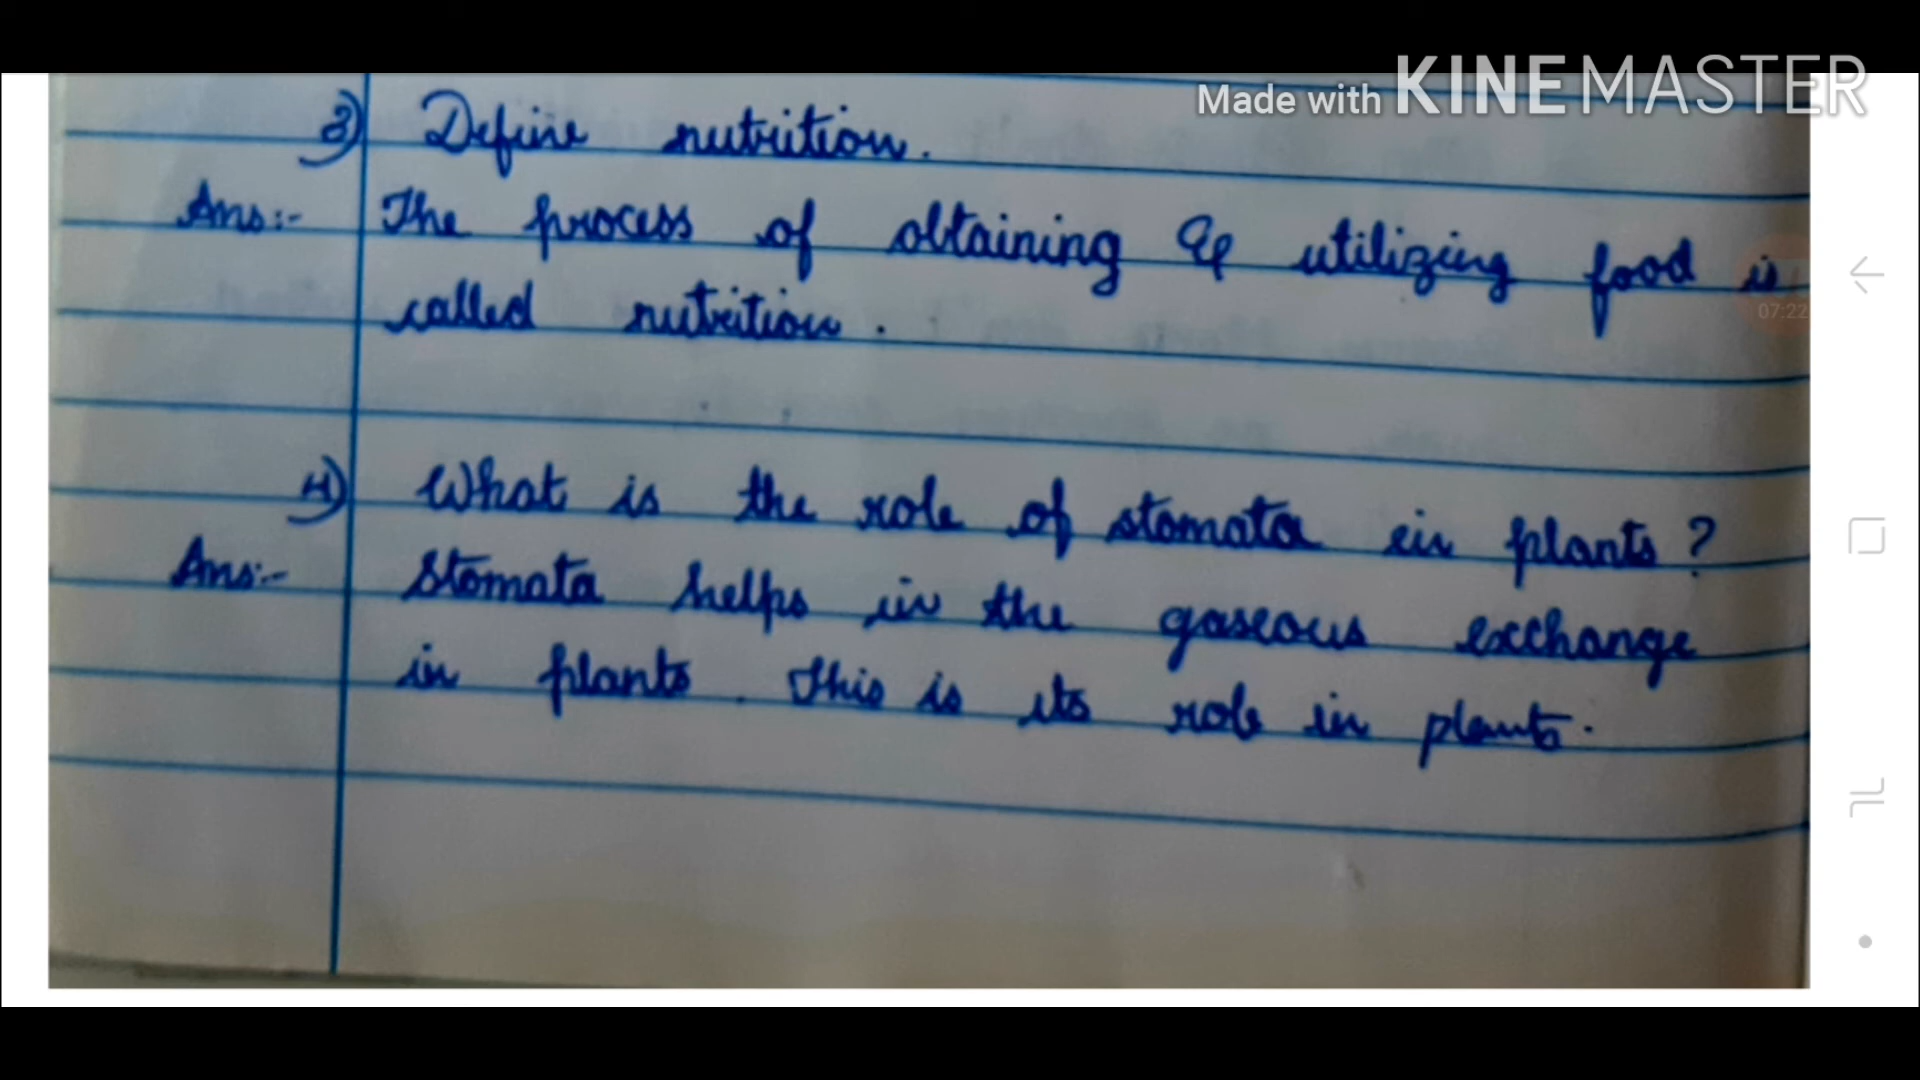 Made with KINEMASTER
3) Define nutrition.
Ans:- The process of obtaining & utilizing food is
07:22
called nutrition.
4) What is the role of stomata in plants?
Ans:- Stomata helps in the gaseous exchange
in plants. This is its role in plants.